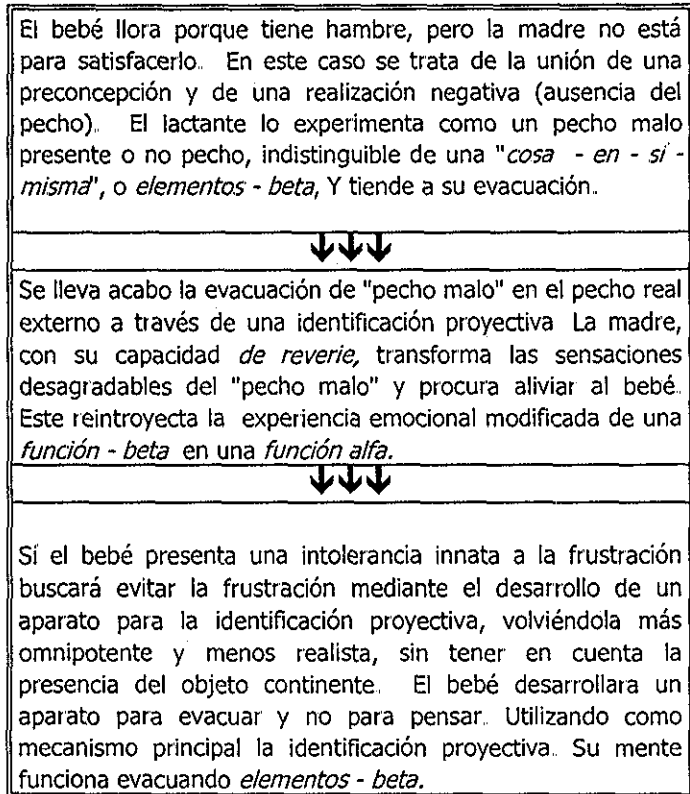 El bebé llora porque tiene hambre, pero la madre no está
para satisfacerlo. En este caso se trata de la unión de una
preconcepción y de una realización negativa (ausencia del
pecho). El lactante lo experimenta como un pecho malo
presente o no pecho, indistinguible de una "cosa - en - sí -
misma", o elementos - beta, Y tiende a su evacuación.
Se lleva acabo la evacuación de "pecho malo" en el pecho real
externo a través de una identificación proyectiva La madre,
con su capacidad de reverie, transforma las sensaciones
desagradables del "pecho malo" y procura aliviar al bebé.
Este reintroyecta la experiencia emocional modificada de una
función - beta en una función alfa.
Sí el bebé presenta una intolerancia innata a la frustración
buscará evitar la frustración mediante el desarrollo de un
aparato para la identificación proyectiva, volviéndola más
omnipotente y menos realista, sin tener en cuenta la
presencia del objeto continente. El bebé desarrollara un
aparato para evacuar y no para pensar. Utilizando como
mecanismo principal la identificación proyectiva. Su mente
funciona evacuando elementos - beta.